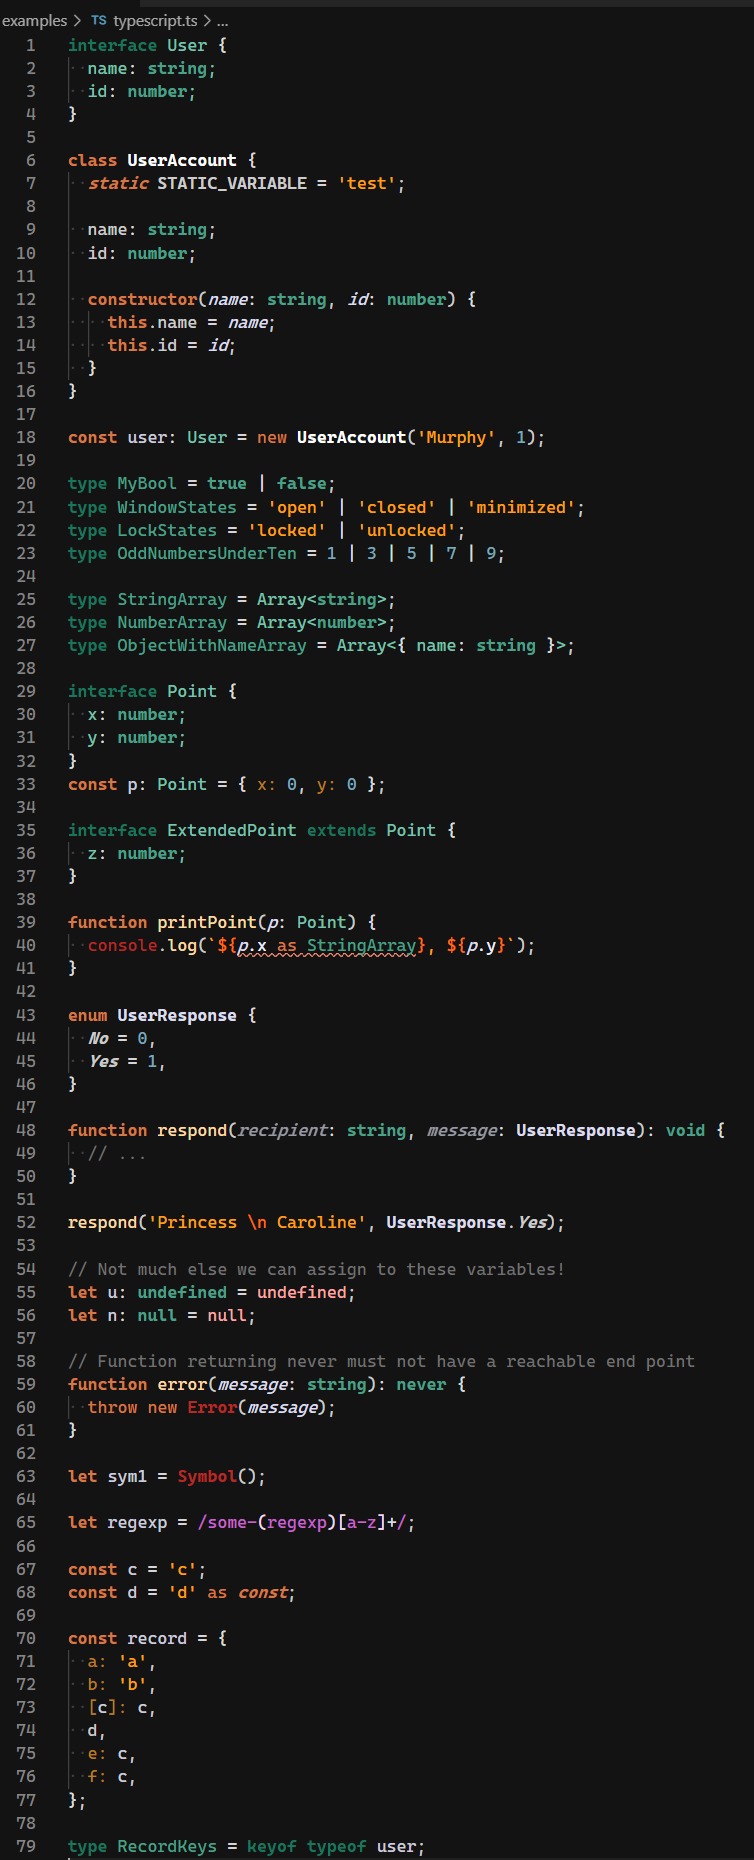 examples > TS typescript.ts > ...
1 interface User {
2 name: string;
3 id: number;
4 }
5
6 class UserAccount {
7 static STATIC_VARIABLE = 'test';
8
9 name: string;
10 id: number;
11
12 constructor(name: string, id: number) {
13 this.name = name;
14 this.id = id;
15 }
16 }
17
18 const user: User = new UserAccount('Murphy', 1);
19
20 type MyBool = true | false;
21 type WindowStates = 'open' | 'closed' | 'minimized';
22 type LockStates = 'locked' | 'unlocked';
23 type OddNumbersUnderTen = 1 | 3 | 5 | 7 | 9;
24
25 type StringArray = Array<string>;
26 type NumberArray = Array<number>;
27 type ObjectWithNameArray = Array<{ name: string }>;
28
29 interface Point {
30 x: number;
31 y: number;
32 }
33 const p: Point = { x: 0, y: 0 };
34
35 interface ExtendedPoint extends Point {
36 z: number;
37 }
38
39 function printPoint(p: Point) {
40 console.log(`${p.x as StringArray}, ${p.y}`);
41 }
42
43 enum UserResponse {
44 No = 0,
45 Yes = 1,
46 }
47
48 function respond(recipient: string, message: UserResponse): void {
49 // ...
50 }
51
52 respond('Princess \n Caroline', UserResponse.Yes);
53
54 // Not much else we can assign to these variables!
55 let u: undefined = undefined;
56 let n: null = null;
57
58 // Function returning never must not have a reachable end point
59 function error(message: string): never {
60 throw new Error(message);
61 }
62
63 let sym1 = Symbol();
64
65 let regexp = /some-(regexp)[a-z]+/;
66
67 const c = 'c';
68 const d = 'd' as const;
69
70 const record = {
71 a: 'a',
72 b: 'b',
73 [c]: c,
74 d,
75 e: c,
76 f: c,
77 };
78
79 type RecordKeys = keyof typeof user;